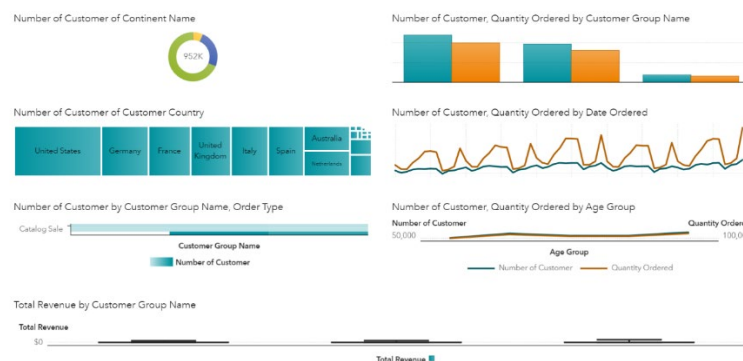 Number of Customer of Continent Name
952K
Number of Customer, Quantity Ordered by Customer Group Name
Number of Customer of Customer Country
United States
Germany
France
United
Kingdom
Italy
Spain
Australia
Netherlands
Number of Customer, Quantity Ordered by Date Ordered
Number of Customer by Customer Group Name, Order Type
Catalog Sale
Customer Group Name
Number of Customer
Number of Customer, Quantity Ordered by Age Group
Number of Customer
Quantity Ordere
50,000
100,00
Age Group
Number of Customer
Quantity Ordered
Total Revenue by Customer Group Name
Total Revenue
$0
Total Revenue